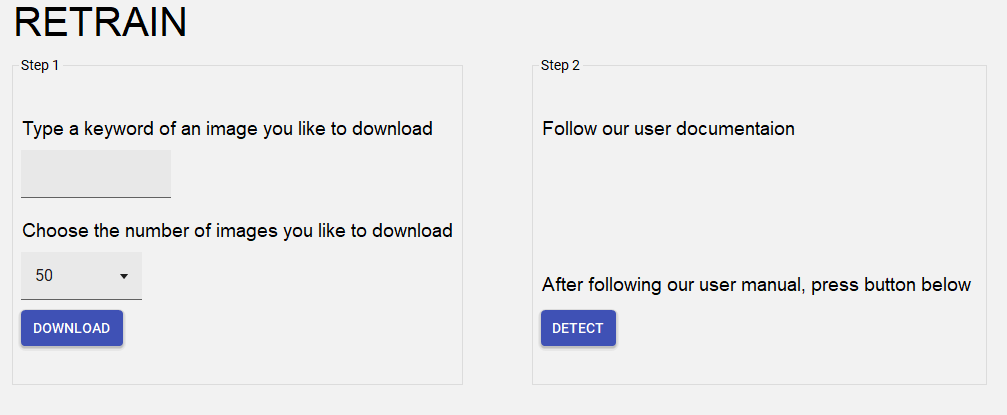 RETRAIN
Step 1
Type a keyword of an image you like to download
Choose the number of images you like to download
50
DOWNLOAD
Step 2
Follow our user documentaion
After following our user manual, press button below
DETECT